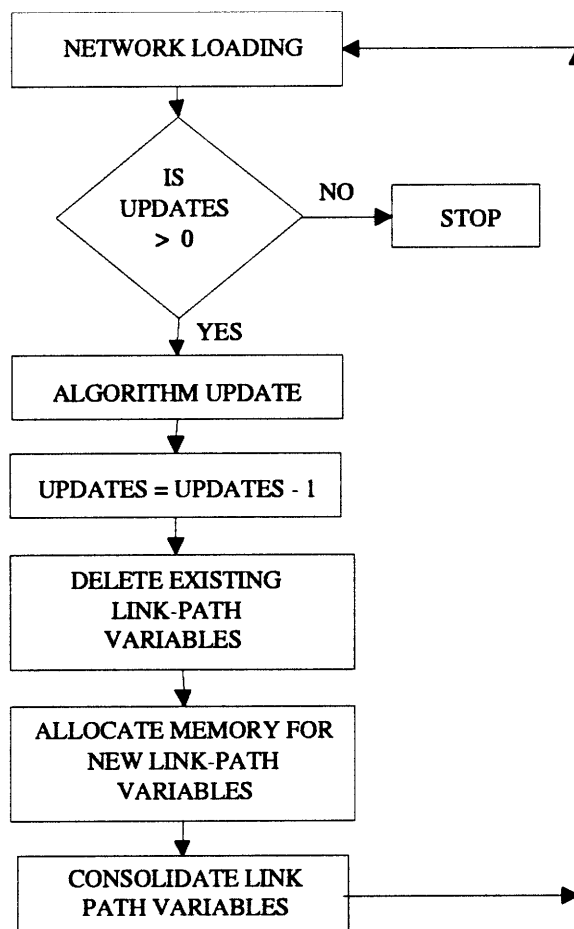 NETWORK LOADING
IS
UPDATES
> 0
NO
STOP
YES
ALGORITHM UPDATE
UPDATES = UPDATES - 1
DELETE EXISTING
LINK-PATH
VARIABLES
ALLOCATE MEMORY FOR
NEW LINK-PATH
VARIABLES
CONSOLIDATE LINK
PATH VARIABLES